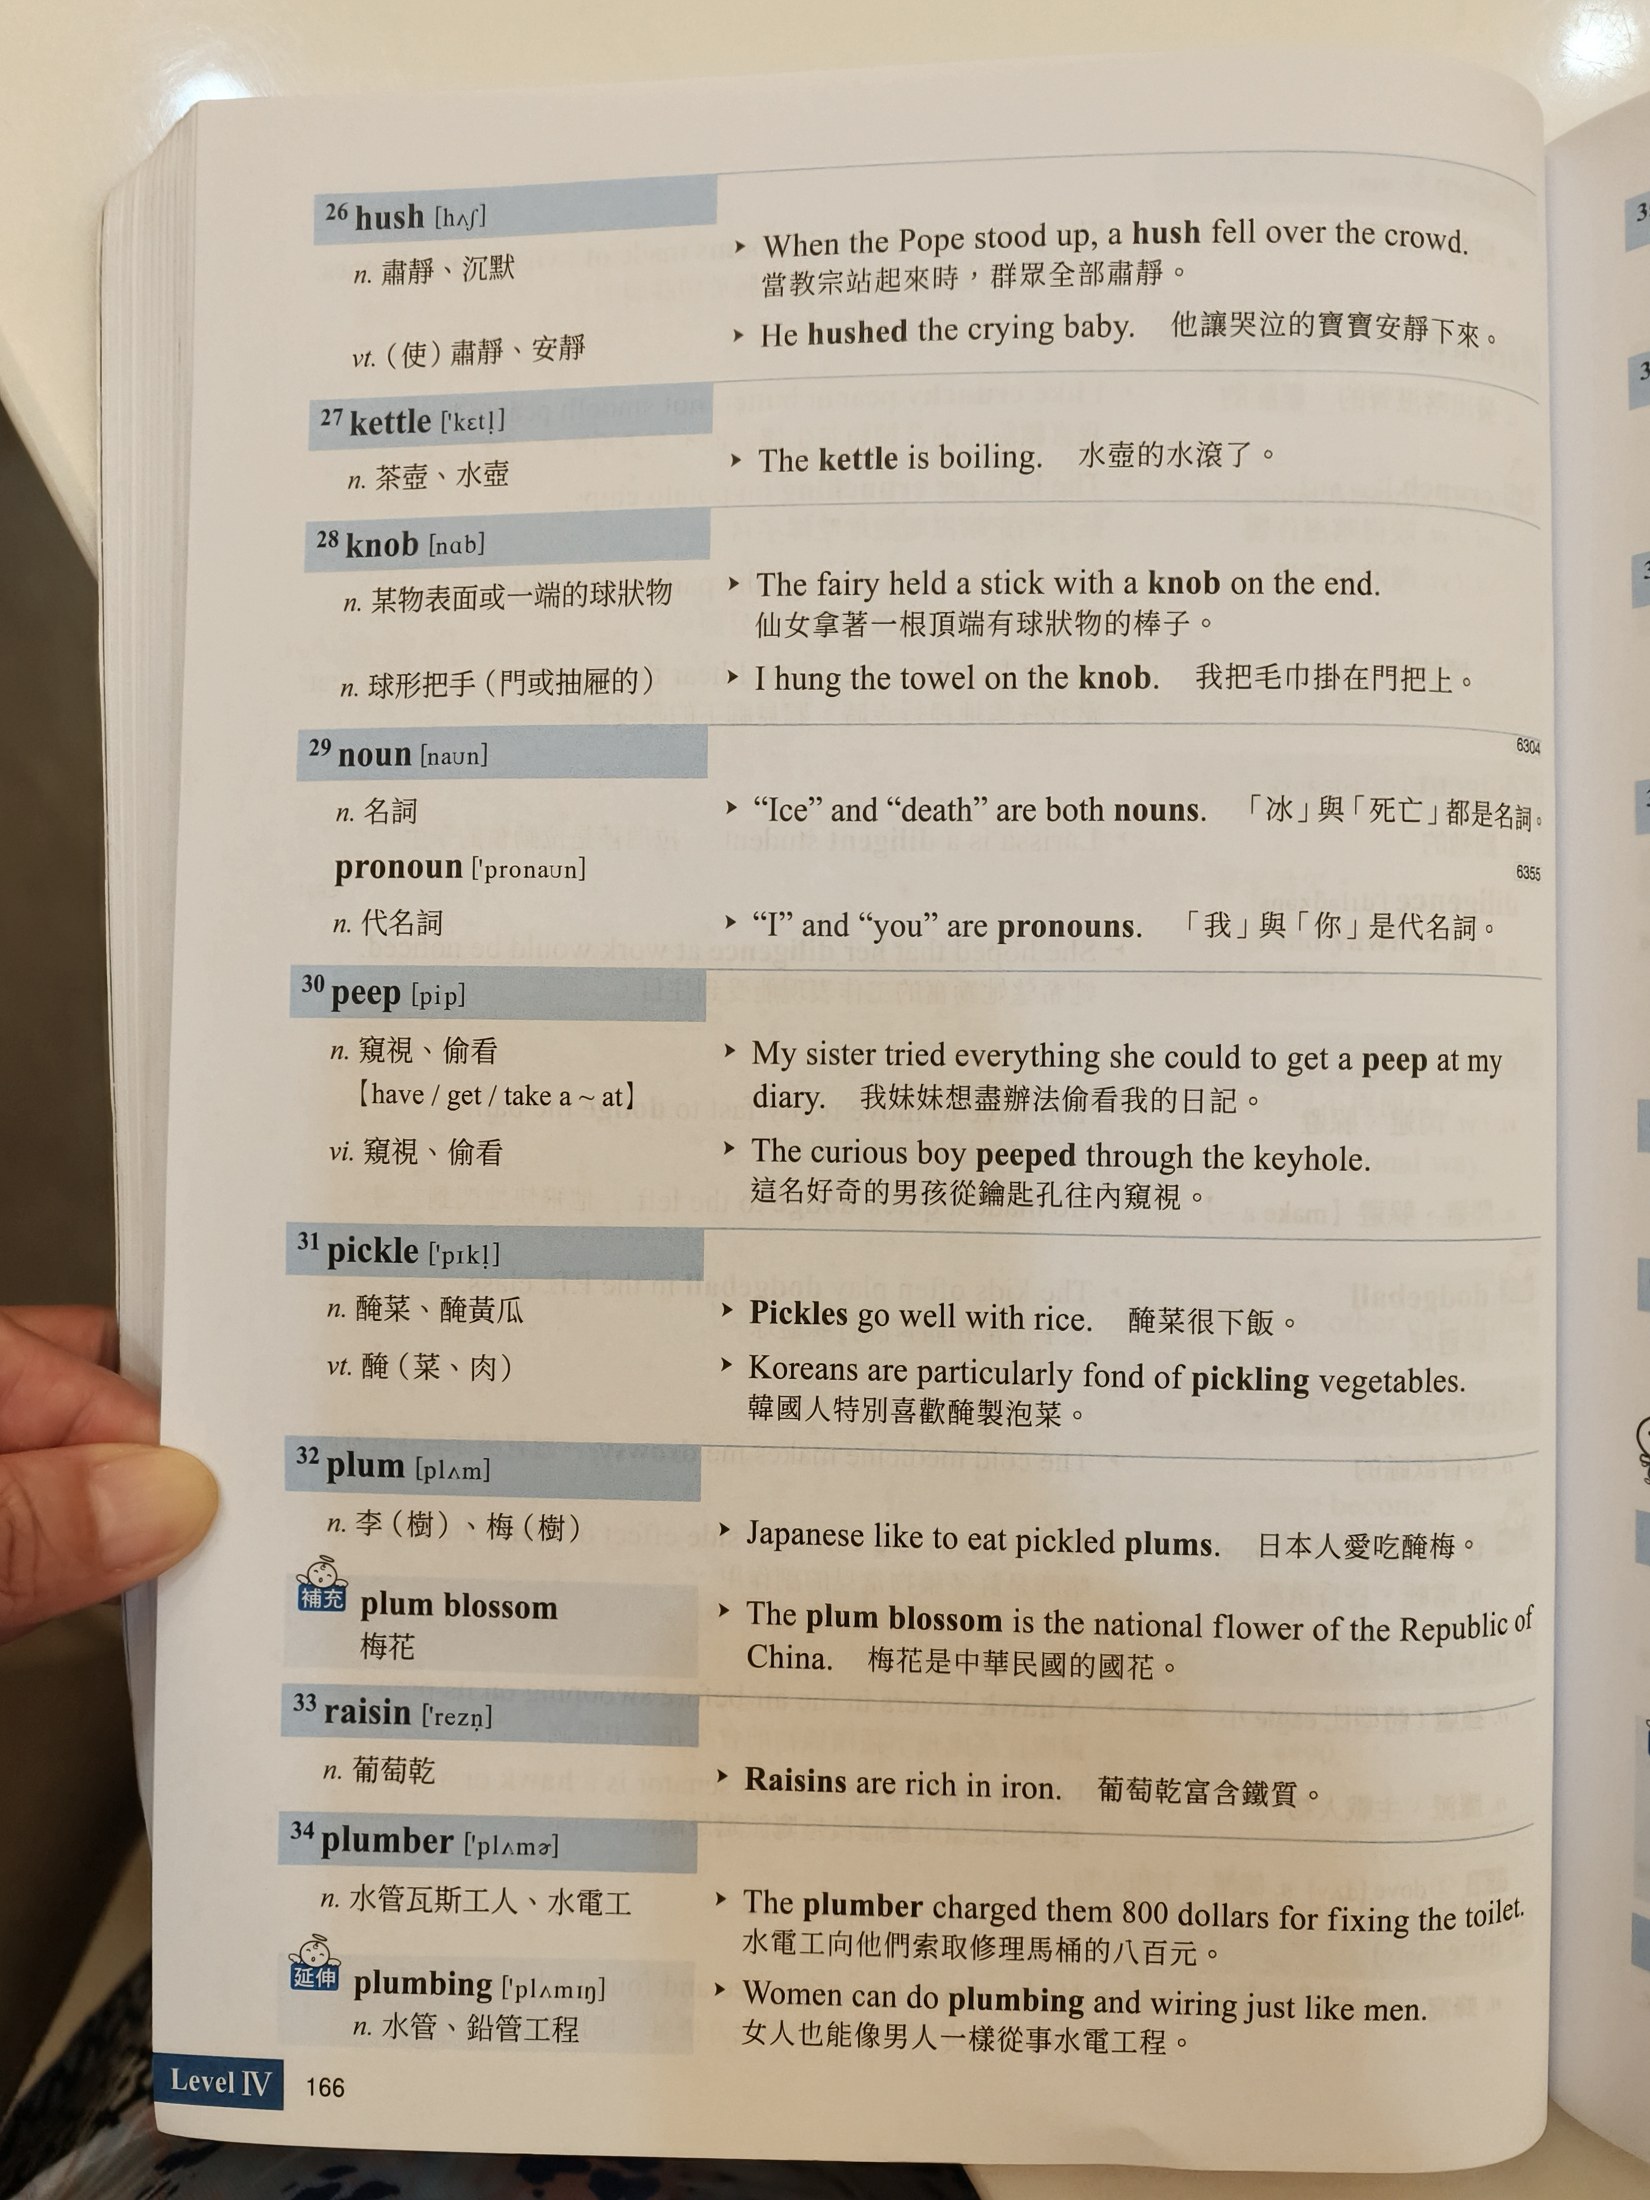 26 hush [hʌʃ]
n. 肅靜、沉默
➤ When the Pope stood up, a hush fell over the crowd.
當教宗站起來時，群眾全部肅靜。
vt.（使）肅靜、安靜
➤ He hushed the crying baby. 他讓哭泣的寶寶安靜下來。
27 kettle [ˈkɛtl̩]
n. 茶壺、水壺
➤ The kettle is boiling. 水壺的水滾了。
28 knob [nɑb]
n. 某物表面或一端的球狀物
➤ The fairy held a stick with a knob on the end.
仙女拿著一根頂端有球狀物的棒子。
n. 球形把手（門或抽屜的）
➤ I hung the towel on the knob. 我把毛巾掛在門把上。
29 noun [naʊn]
6304
n. 名詞
➤ “Ice” and “death” are both nouns. 「冰」與「死亡」都是名詞。
pronoun [ˈpronaʊn]
6355
n. 代名詞
➤ “I” and “you” are pronouns. 「我」與「你」是代名詞。
30 peep [pip]
n. 窺視、偷看
【have / get / take a ~ at】
➤ My sister tried everything she could to get a peep at my
diary. 我妹妹想盡辦法偷看我的日記。
vi. 窺視、偷看
➤ The curious boy peeped through the keyhole.
這名好奇的男孩從鑰匙孔往內窺視。
31 pickle [ˈpɪkl̩]
n. 醃菜、醃黃瓜
➤ Pickles go well with rice. 醃菜很下飯。
vt. 醃（菜、肉）
➤ Koreans are particularly fond of pickling vegetables.
韓國人特別喜歡醃製泡菜。
32 plum [plʌm]
n. 李（樹）、梅（樹）
➤ Japanese like to eat pickled plums. 日本人愛吃醃梅。
補充 plum blossom
梅花
➤ The plum blossom is the national flower of the Republic of
China. 梅花是中華民國的國花。
33 raisin [ˈrezn̩]
n. 葡萄乾
➤ Raisins are rich in iron. 葡萄乾富含鐵質。
34 plumber [ˈplʌmɚ]
n. 水管瓦斯工人、水電工
➤ The plumber charged them 800 dollars for fixing the toilet.
水電工向他們索取修理馬桶的八百元。
延伸 plumbing [ˈplʌmɪŋ]
n. 水管、鉛管工程
➤ Women can do plumbing and wiring just like men.
女人也能像男人一樣從事水電工程。
Level Ⅳ 166